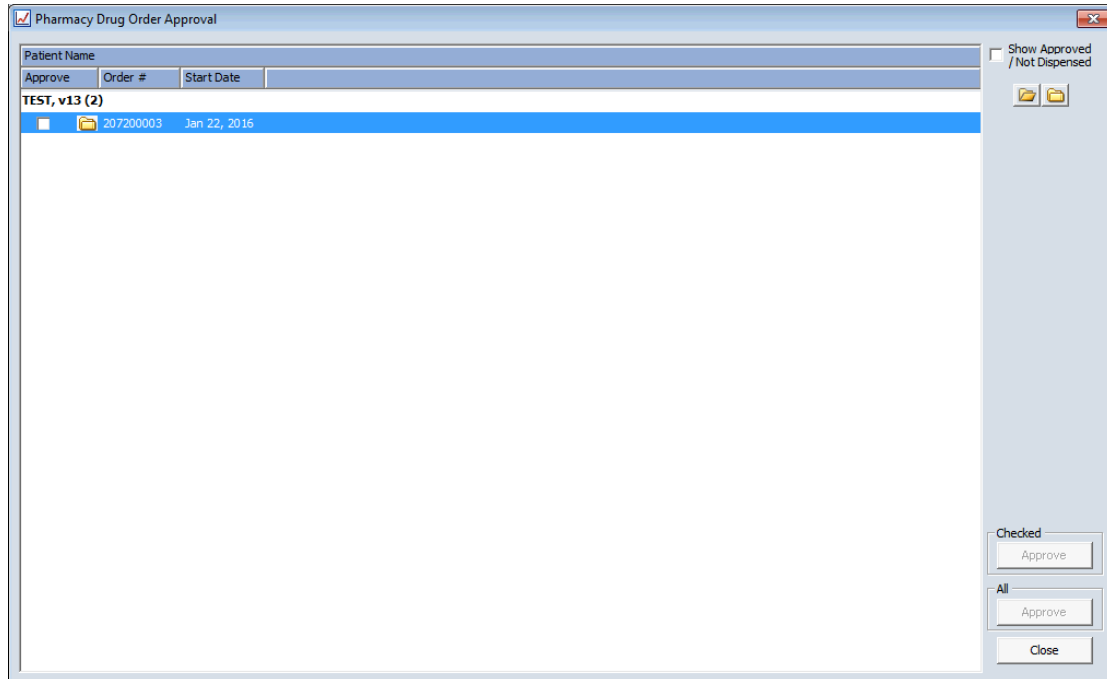 Pharmacy Drug Order Approval
Patient Name
Approve Order # Start Date
TEST, v13 (2)
207200003 Jan 22, 2016
Show Approved
/ Not Dispensed
Checked
Approve
All
Approve
Close